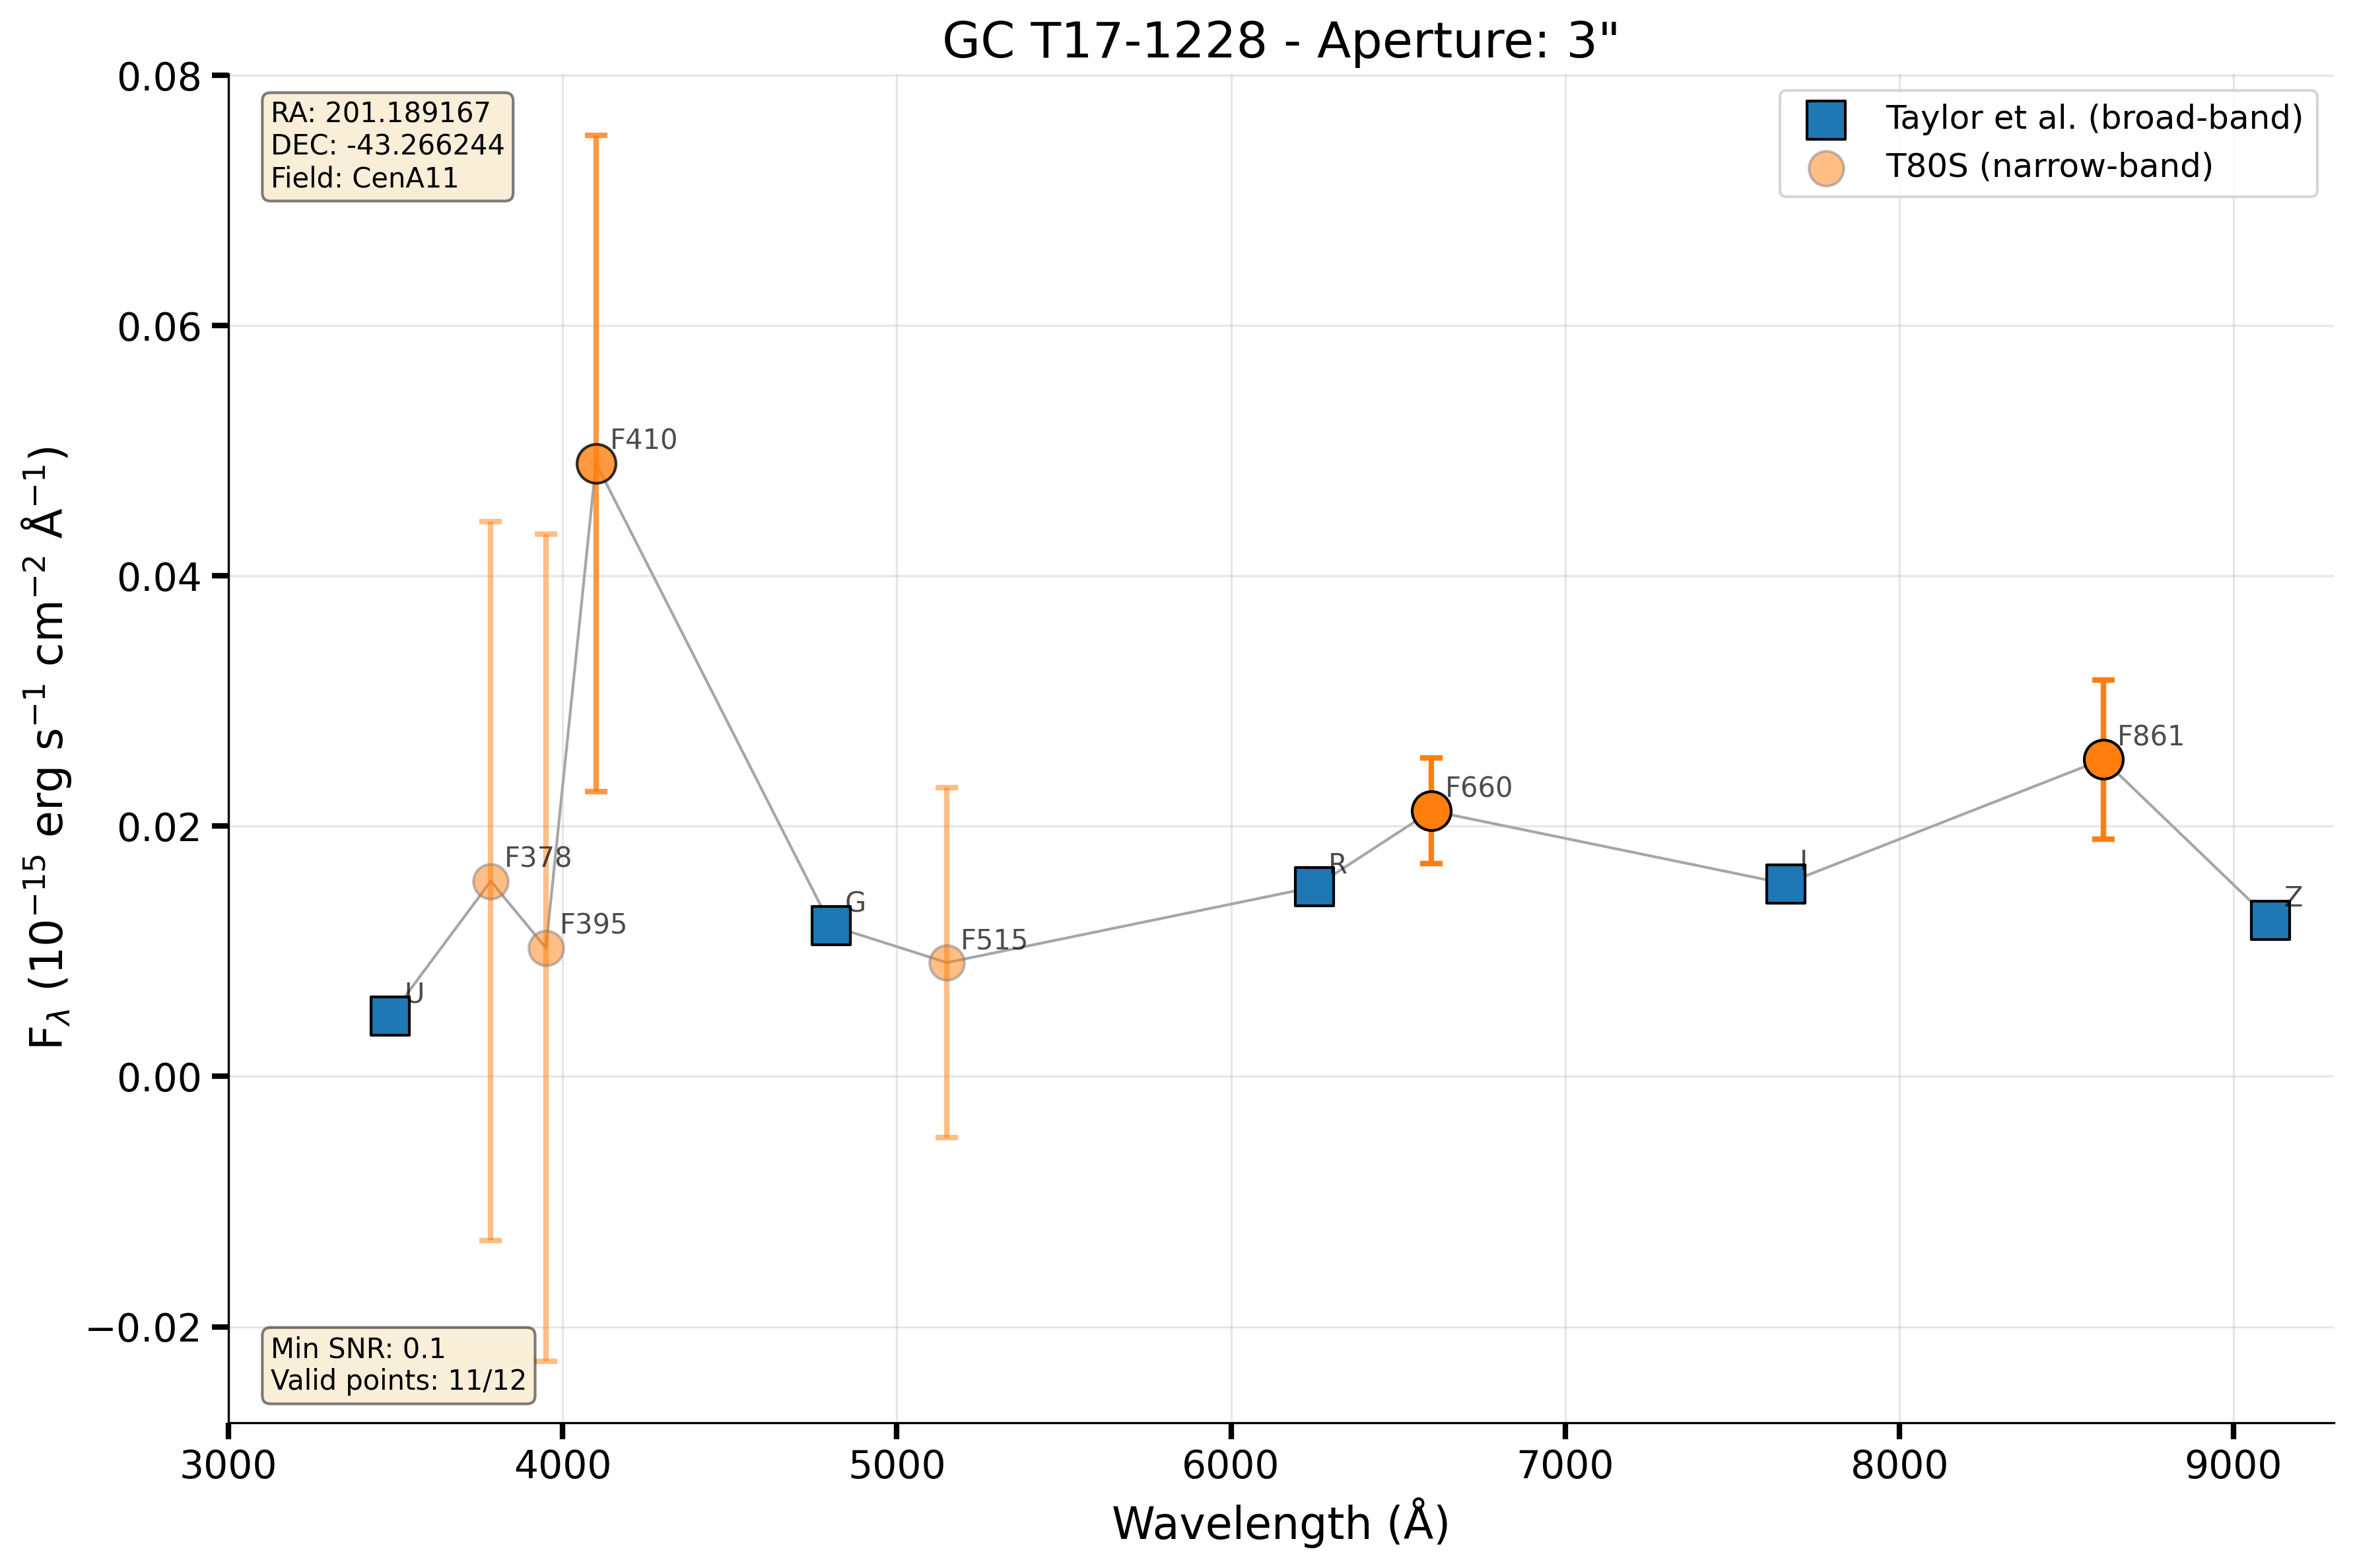 GC T17-1228 - Aperture: 3"
RA: 201.189167
DEC: -43.266244
Field: CenA11
Taylor et al. (broad-band)
T80S (narrow-band)
0.08
0.06
0.04
0.02
0.00
−0.02
F$_λ$ (10$^{−15}$ erg s$^{−1}$ cm$^{−2}$ Å$^{−1}$)
U
F378
F395
F410
G
F515
R
F660
I
F861
Z
Min SNR: 0.1
Valid points: 11/12
3000 4000 5000 6000 7000 8000 9000
Wavelength (Å)